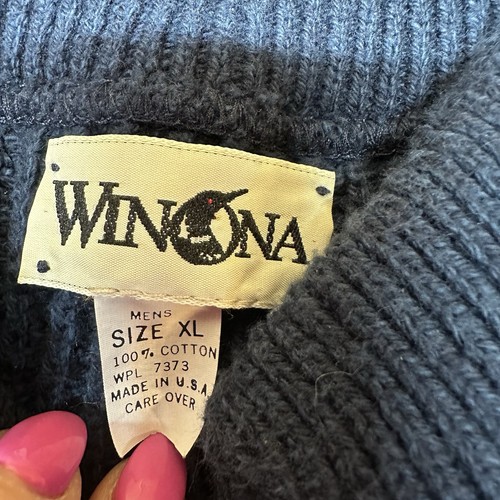 WINONA
MENS
SIZE XL
100% COTTON
WPL 7373
MADE IN U.S.A
CARE OVER